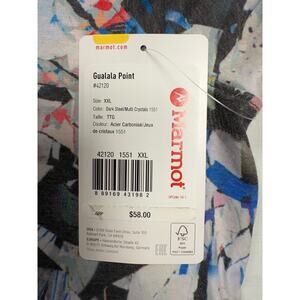 marmot.com
Gualala Point
#42120
Size: XXL
Color: Dark Steel/Multi Crystals 1551
Taille: TTG
Couleur: Acier Carbonisé/Jeux
de cristaux 1551
Marmot
42120 1551 XXL
8 89169 43198 2
$58.00
FSC
EAC